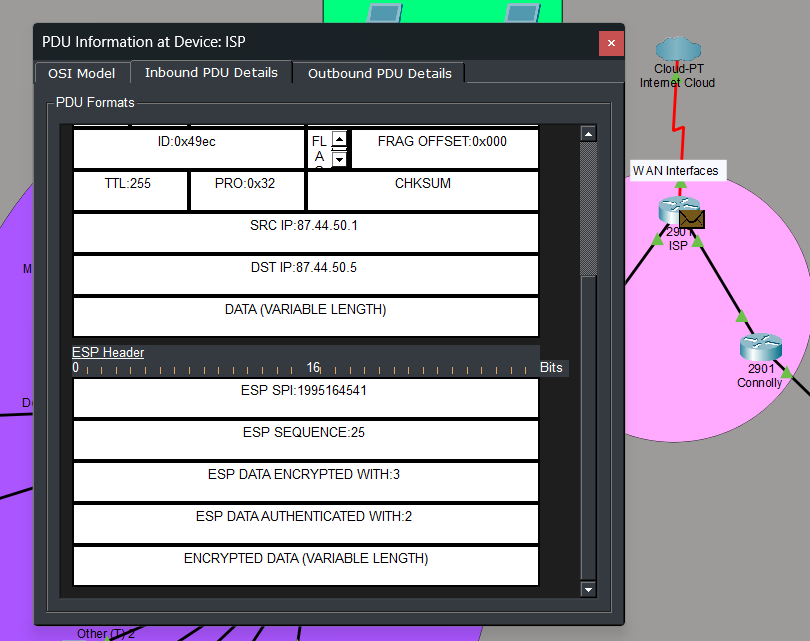 PDU Information at Device: ISP
OSI Model
Inbound PDU Details
Outbound PDU Details
PDU Formats
ID:0x49ec
FL
A
FRAG OFFSET:0x000
TTL:255
PRO:0x32
CHKSUM
SRC IP:87.44.50.1
DST IP:87.44.50.5
DATA (VARIABLE LENGTH)
ESP Header
0
16
Bits
ESP SPI:1995164541
ESP SEQUENCE:25
ESP DATA ENCRYPTED WITH:3
ESP DATA AUTHENTICATED WITH:2
ENCRYPTED DATA (VARIABLE LENGTH)
Cloud-PT
Internet Cloud
WAN Interfaces
2901
ISP
2901
Connolly
M
De
Other (T) 2